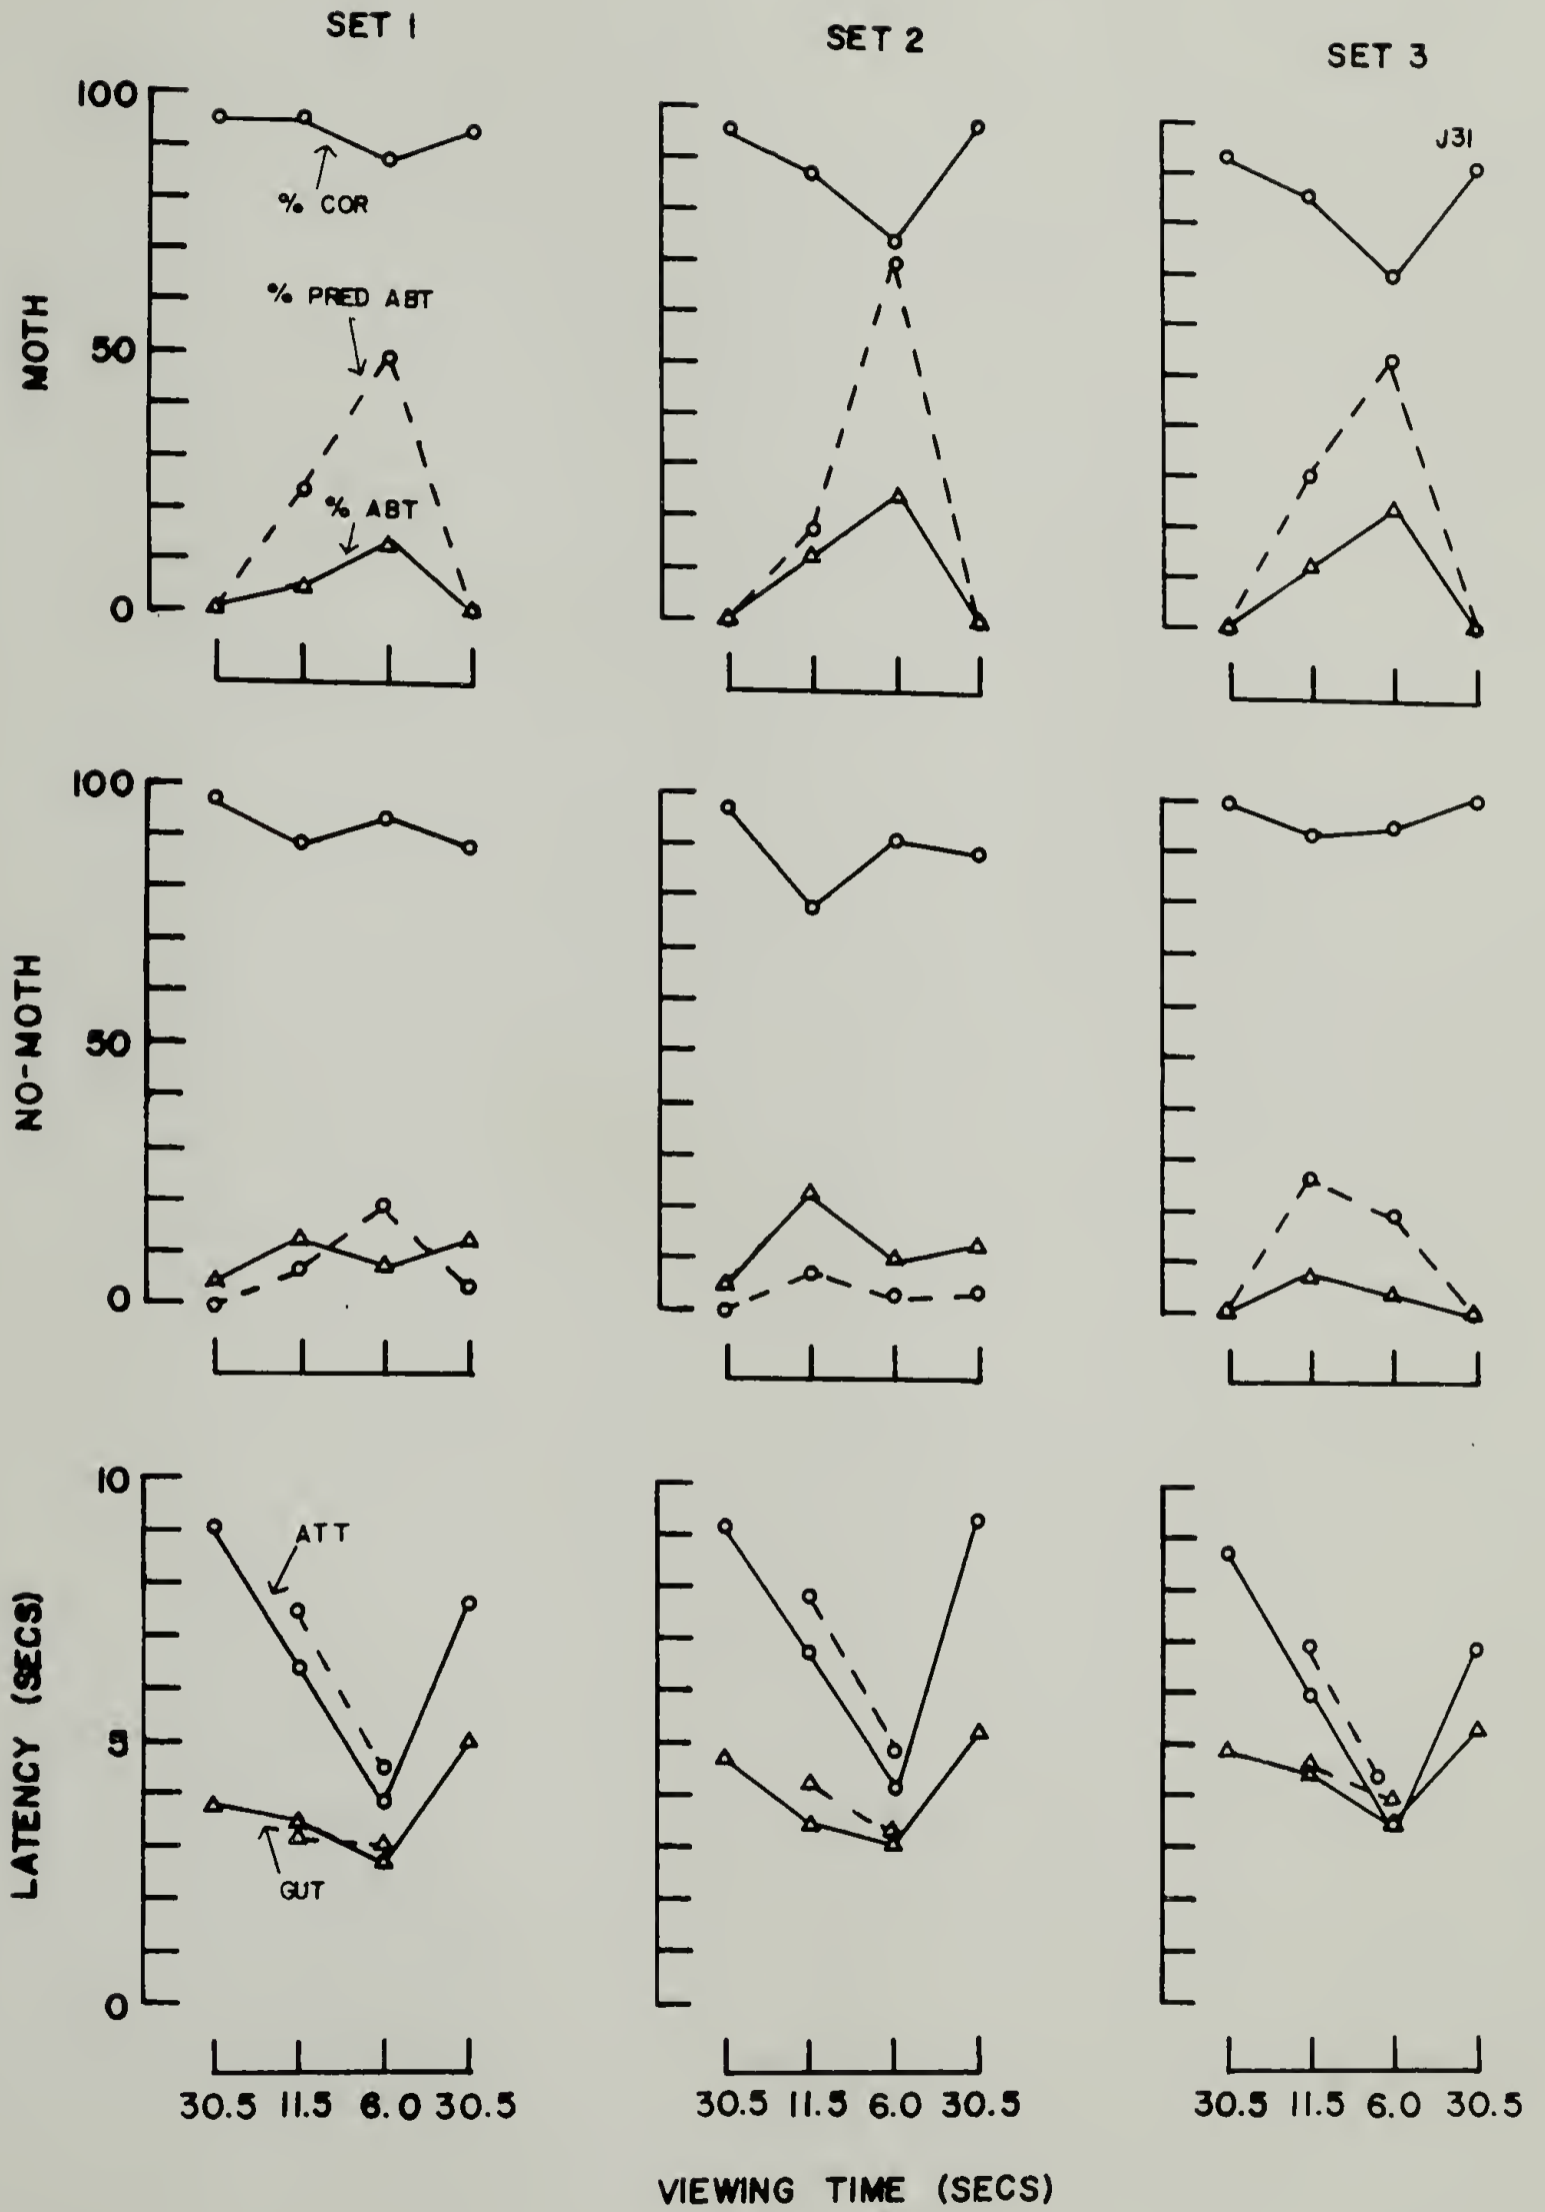 SET 1
SET 2
SET 3
J31
100
% COR
% PRED ABT
50
MOTH
% ABT
0
100
NO-MOTH
50
0
10
ATT
LATENCY (SECS)
5
GUT
0
30.5 11.5 6.0 30.5
30.5 11.5 6.0 30.5
30.5 11.5 6.0 30.5
VIEWING TIME (SECS)